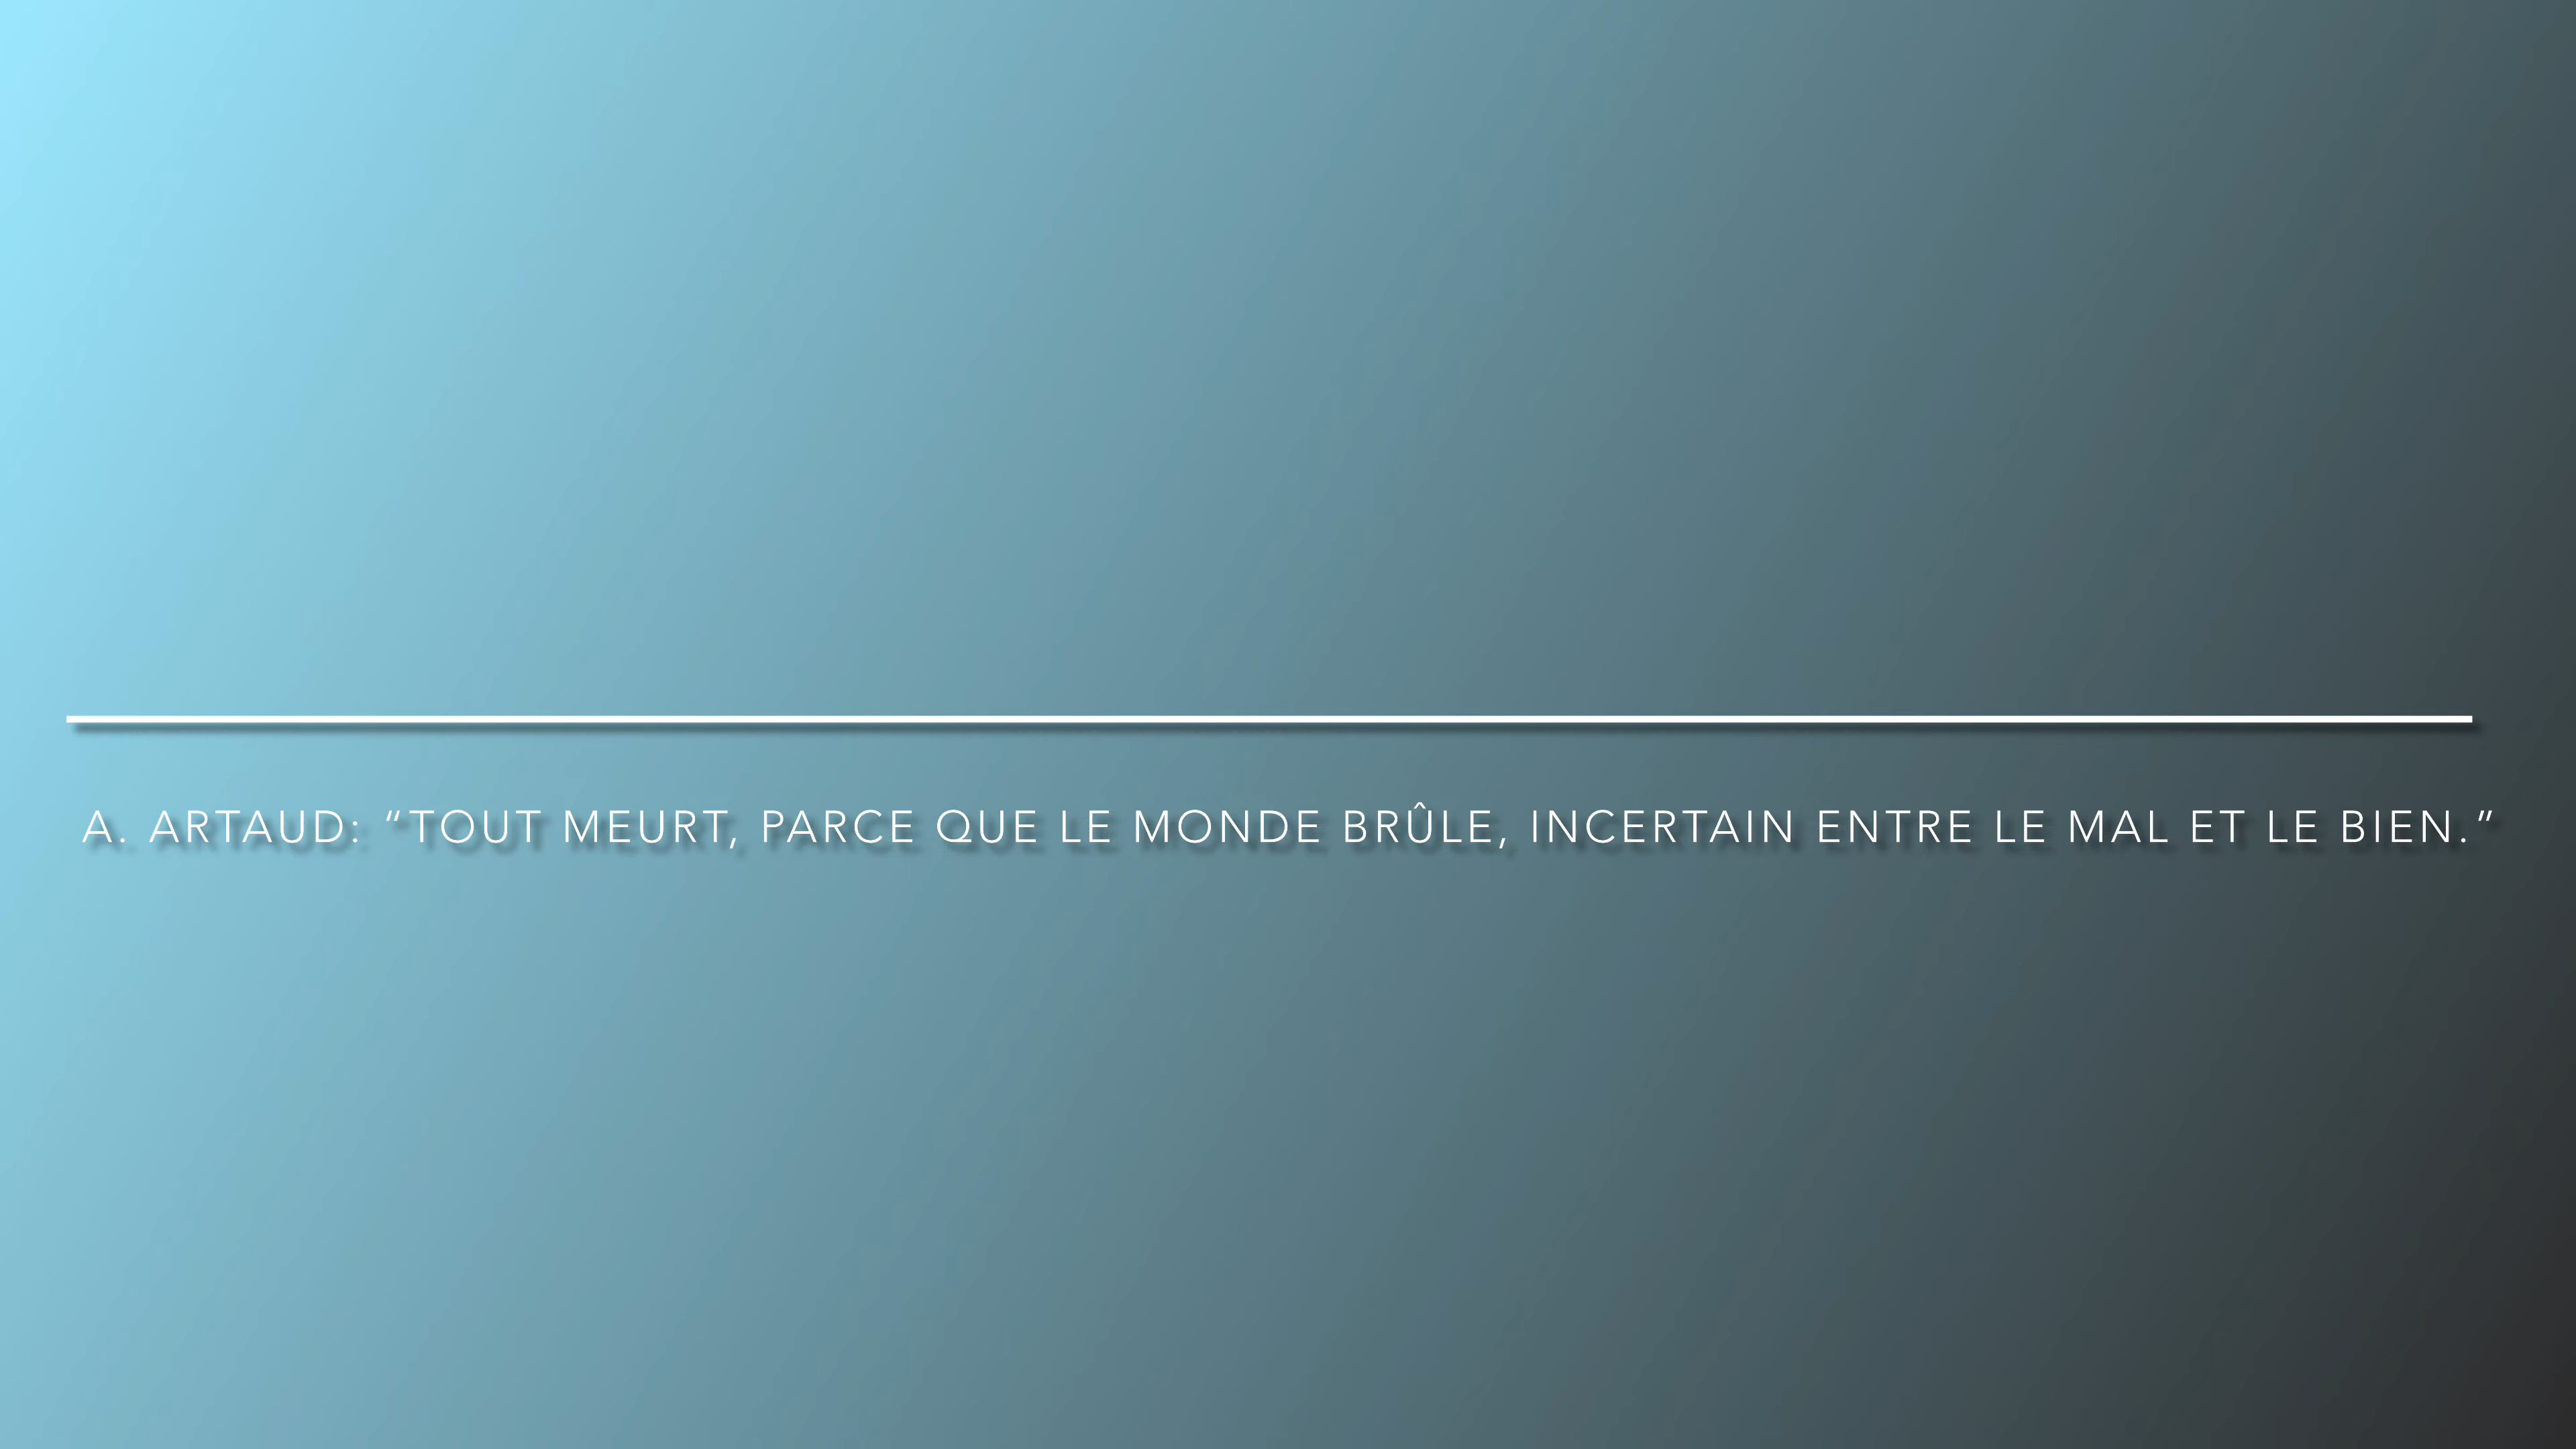 A. ARTAUD: “TOUT MEURT, PARCE QUE LE MONDE BRÛLE, INCERTAIN ENTRE LE MAL ET LE BIEN.”